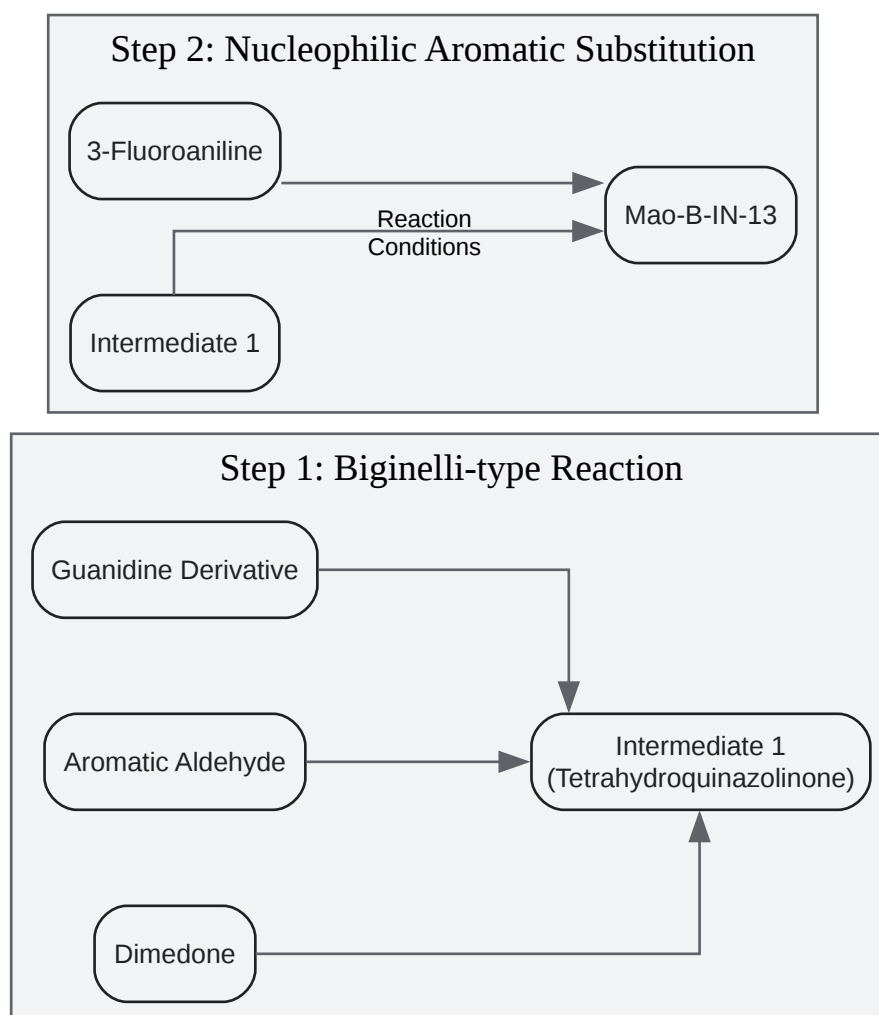 Step 2: Nucleophilic Aromatic Substitution
3-Fluoroaniline
Mao-B-IN-13
Reaction
Conditions
Intermediate 1
Step 1: Biginelli-type Reaction
Guanidine Derivative
Aromatic Aldehyde
Intermediate 1
(Tetrahydroquinazolinone)
Dimedone